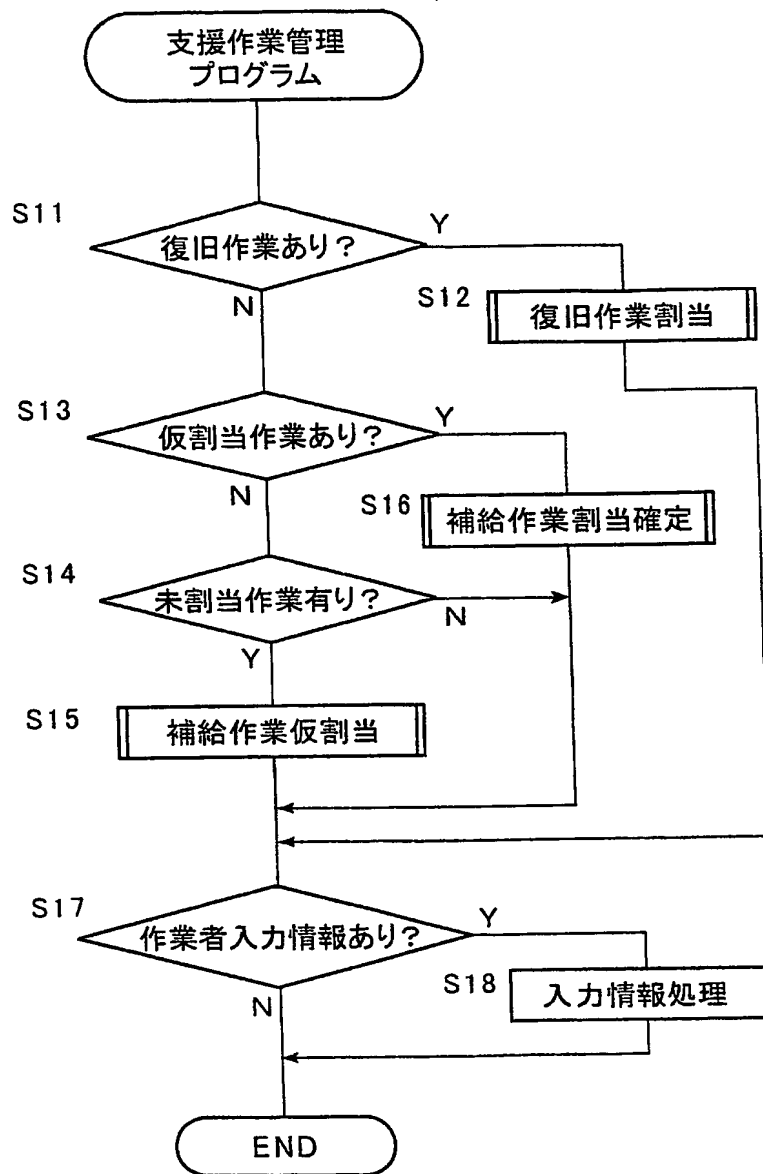 支援作業管理
プログラム
S11
復旧作業あり？
Y
N
S12
復旧作業割当
S13
仮割当作業あり？
Y
N
S16
補給作業割当確定
S14
未割当作業有り？
N
Y
S15
補給作業仮割当
S17
作業者入力情報あり？
Y
N
S18
入力情報処理
END